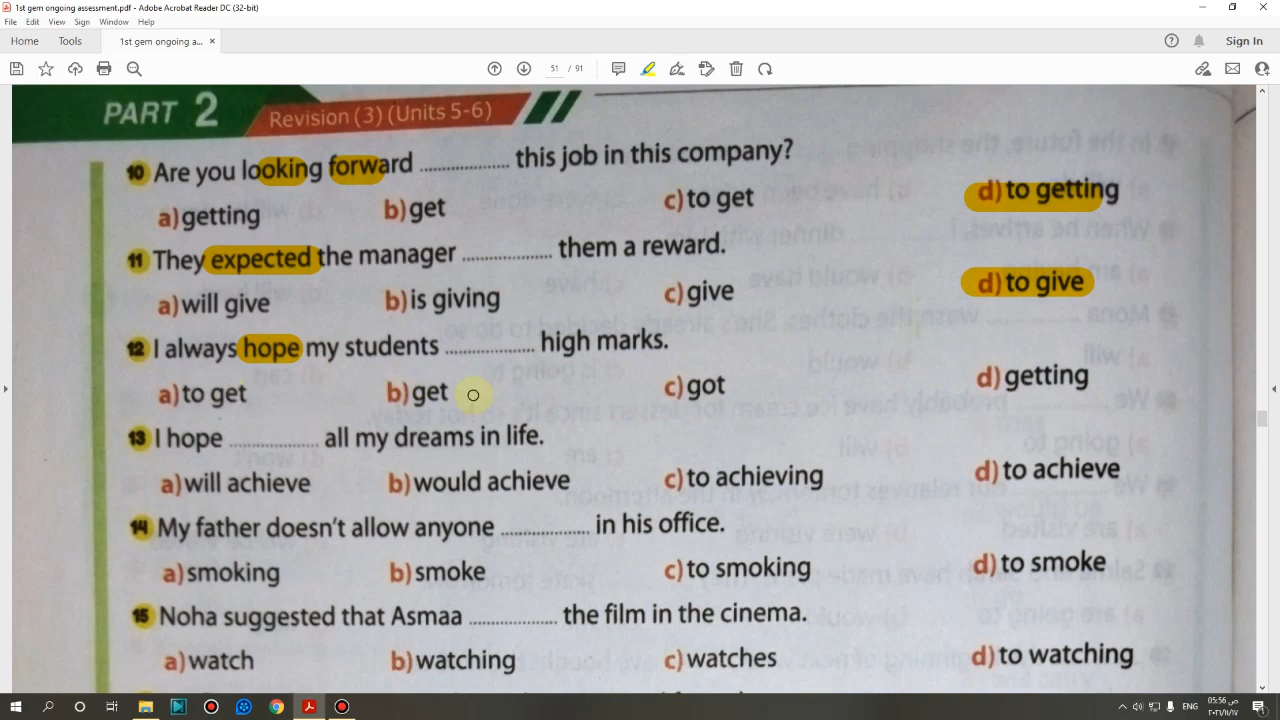 1st gem ongoing assessment.pdf - Adobe Acrobat Reader DC (32-bit)
File Edit View Sign Window Help
Home Tools 1st gem ongoing a... × Sign In
51 / 91
PART 2 Revision (3) (Units 5-6)
10 Are you looking forward .............. this job in this company?
a) getting b) get c) to get d) to getting
11 They expected the manager .............. them a reward.
a) will give b) is giving c) give d) to give
12 I always hope my students .............. high marks.
a) to get b) get c) got d) getting
13 I hope .............. all my dreams in life.
a) will achieve b) would achieve c) to achieving d) to achieve
14 My father doesn't allow anyone .............. in his office.
a) smoking b) smoke c) to smoking d) to smoke
15 Noha suggested that Asmaa .............. the film in the cinema.
a) watch b) watching c) watches d) to watching
ENG 05:56 ص